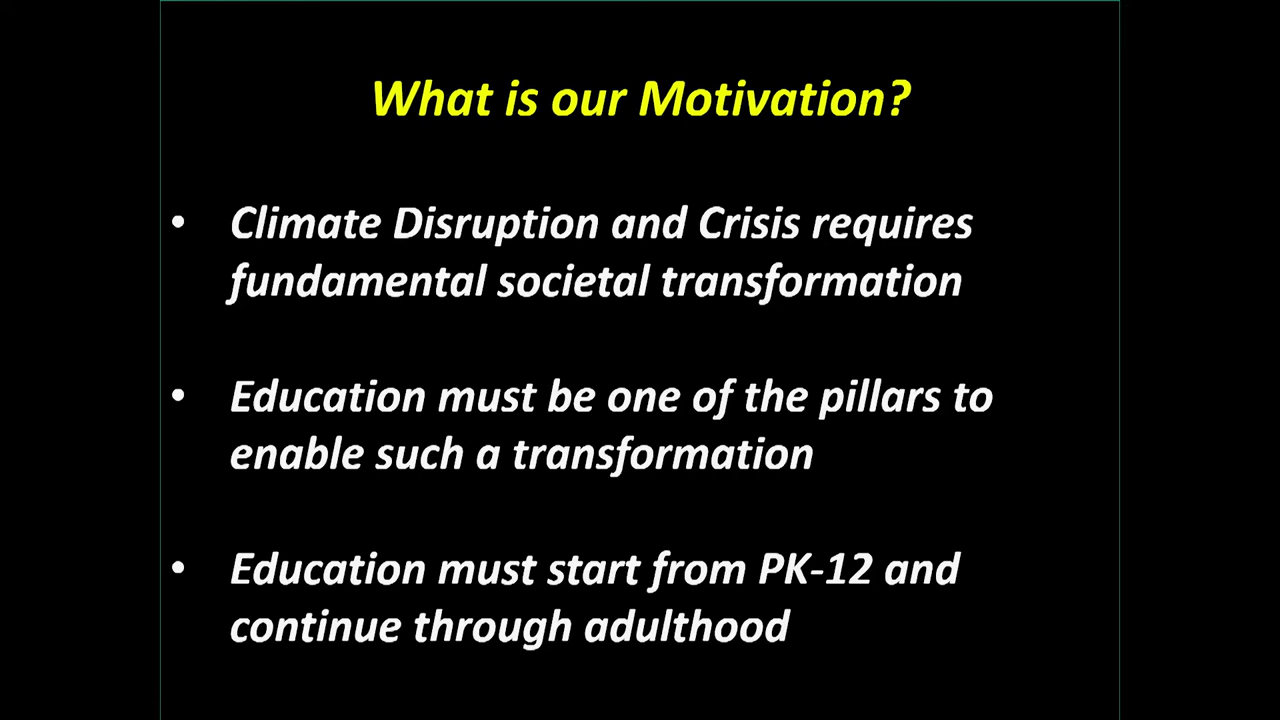 What is our Motivation?
• Climate Disruption and Crisis requires
fundamental societal transformation
• Education must be one of the pillars to
enable such a transformation
• Education must start from PK-12 and
continue through adulthood